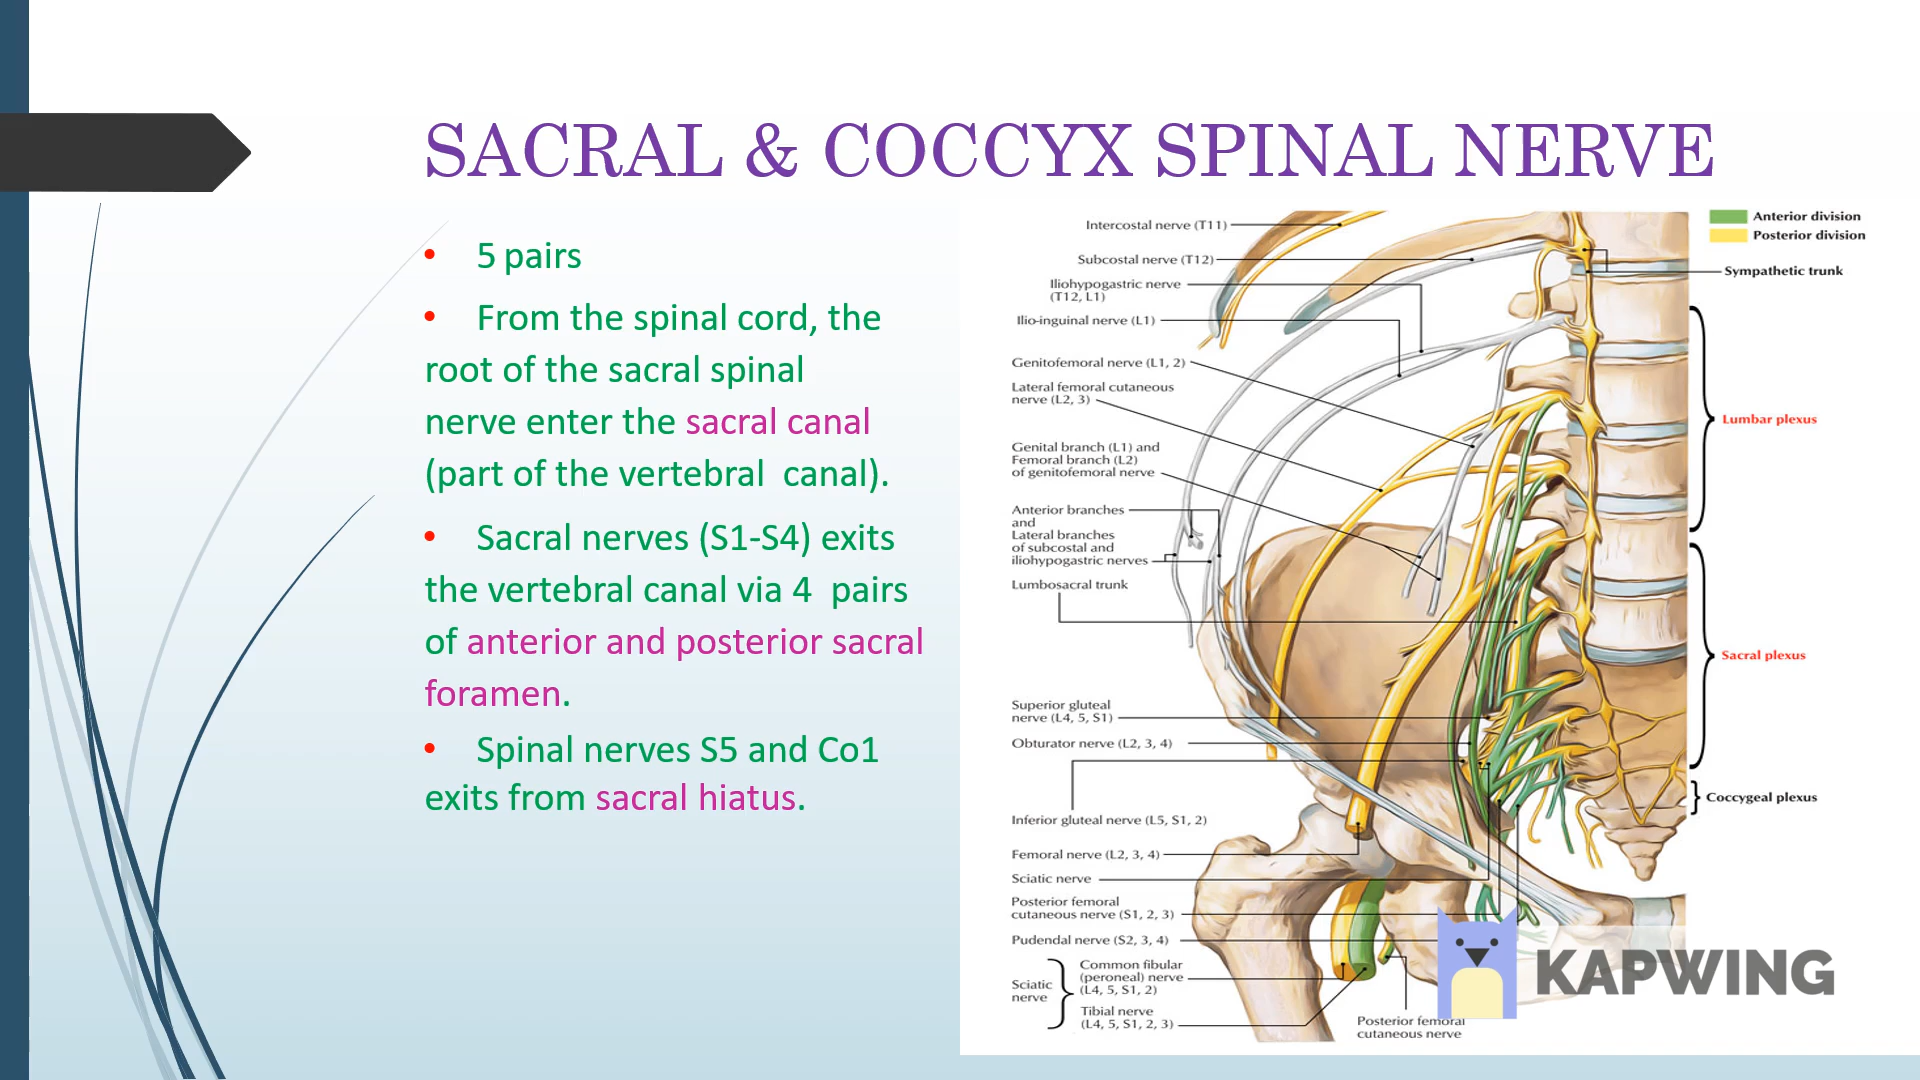 SACRAL & COCCYX SPINAL NERVE
• 5 pairs
• From the spinal cord, the
root of the sacral spinal
nerve enter the sacral canal
(part of the vertebral canal).
• Sacral nerves (S1-S4) exits
the vertebral canal via 4 pairs
of anterior and posterior sacral
foramen.
• Spinal nerves S5 and Co1
exits from sacral hiatus.
Intercostal nerve (T11)
Subcostal nerve (T12)
Iliohypogastric nerve
(T12, L1)
Ilio-inguinal nerve (L1)
Genitofemoral nerve (L1, 2)
Lateral femoral cutaneous
nerve (L2, 3)
Genital branch (L1) and
Femoral branch (L2)
of genitofemoral nerve
Anterior branches
and
Lateral branches
of subcostal and
iliohypogastric nerves
Lumbosacral trunk
Superior gluteal
nerve (L4, 5, S1)
Obturator nerve (L2, 3, 4)
Inferior gluteal nerve (L5, S1, 2)
Femoral nerve (L2, 3, 4)
Sciatic nerve
Posterior femoral
cutaneous nerve (S1, 2, 3)
Pudendal nerve (S2, 3, 4)
Sciatic
nerve
Common fibular
(peroneal) nerve
(L4, 5, S1, 2)
Tibial nerve
(L4, 5, S1, 2, 3)
Posterior femoral
cutaneous nerve
Anterior division
Posterior division
Sympathetic trunk
Lumbar plexus
Sacral plexus
Coccygeal plexus
KAPWING